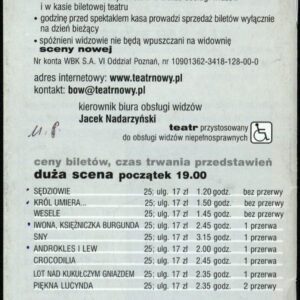 i w kasie biletowej teatru
• godzinę przed spektaklem kasa prowadzi sprzedaż biletów wyłącznie
na dzień bieżący
• spóźnieni widzowie nie będą wpuszczani na widownię
sceny nowej
Nr konta WBK S.A. VI Oddział Poznań, nr 10901362-3418-128-00-0
adres internetowy: www.teatrnowy.pl
kontakt: bow@teatrnowy.pl
kierownik biura obsługi widzów
Jacek Nadarzyński
teatr przystosowany
do obsługi widzów niepełnosprawnych
ceny biletów, czas trwania przedstawień
duża scena początek 19.00
• SĘDZIOWIE 25; ulg. 17 zł 1.20 godz. bez przerwy
• KRÓL UMIERA... 25; ulg. 17 zł 1.50 godz. bez przerwy
WESELE 25; ulg. 17 zł 1.45 godz. bez przerwy
• IWONA, KSIĘŻNICZKA BURGUNDA 25; ulg. 17 zł 2.45 godz. 1 przerwa
• SNY 25; ulg. 17 zł 3.15 godz. 1 przerwa
• ANDROKLES I LEW 25; ulg. 17 zł 2.00 godz. 1 przerwa
CROCODILIA 25; ulg. 17 zł 2.45 godz. 1 przerwa
LOT NAD KUKUŁCZYM GNIAZDEM 25; ulg. 17 zł 2.35 godz. 1 przerwa
• PIĘKNA LUCYNDA 25; ulg. 17 zł 2.35 godz. 2 przerwy